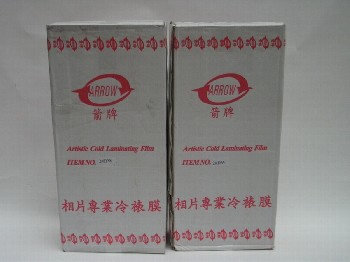 ARROW
箭牌
Artistic Cold Laminating Film
ITEM NO.
相片專業冷裱膜
ARROW
箭牌
Artistic Cold Laminating Film
ITEM NO.
相片專業冷裱膜